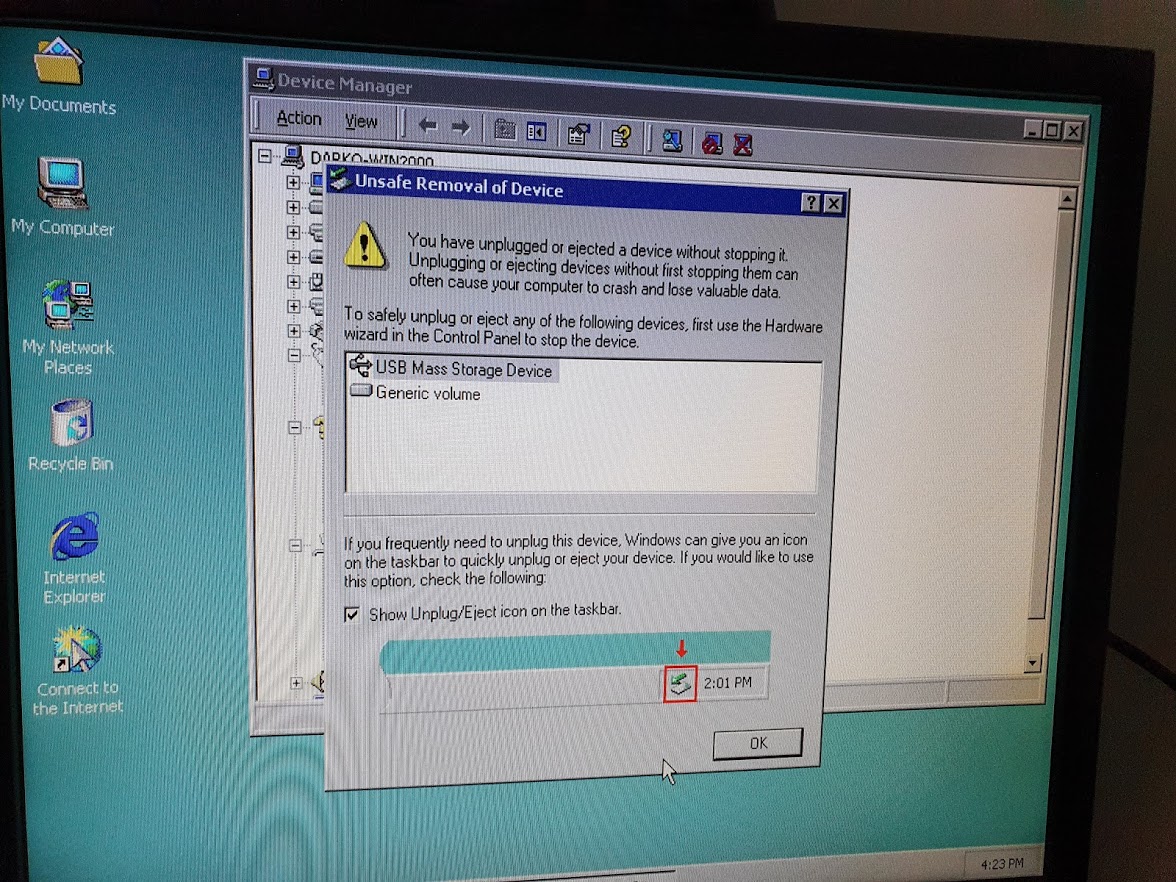 My Documents
My Computer
My Network
Places
Recycle Bin
Internet
Explorer
Connect to
the Internet
Device Manager
Action View
DARKO-WIN2000
Unsafe Removal of Device
You have unplugged or ejected a device without stopping it.
Unplugging or ejecting devices without first stopping them can
often cause your computer to crash and lose valuable data.
To safely unplug or eject any of the following devices, first use the Hardware
wizard in the Control Panel to stop the device.
USB Mass Storage Device
Generic volume
If you frequently need to unplug this device, Windows can give you an icon
on the taskbar to quickly unplug or eject your device. If you would like to use
this option, check the following:
Show Unplug/Eject icon on the taskbar.
2:01 PM
OK
4:23 PM